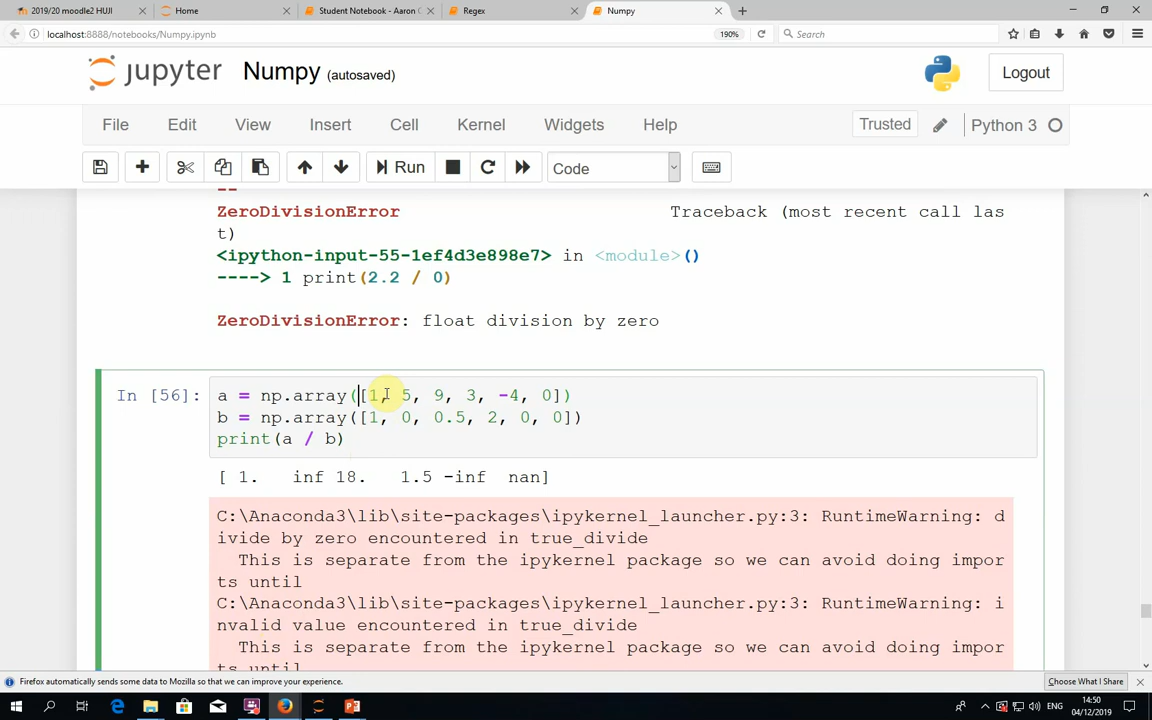 2019/20 moodle2 HUJI
Home
Student Notebook - Aaron
Regex
Numpy
localhost:8888/notebooks/Numpy.ipynb
190%
Search
jupyter
Numpy (autosaved)
Logout
File Edit View Insert Cell Kernel Widgets Help
Trusted
Python 3
Run
Code
--
ZeroDivisionError Traceback (most recent call las
t)
<ipython-input-55-1ef4d3e898e7> in <module>()
----> 1 print(2.2 / 0)
ZeroDivisionError: float division by zero
In [56]:
a = np.array([1, 5, 9, 3, -4, 0])
b = np.array([1, 0, 0.5, 2, 0, 0])
print(a / b)
[ 1. inf 18. 1.5 -inf nan]
C:\Anaconda3\lib\site-packages\ipykernel_launcher.py:3: RuntimeWarning: d
ivide by zero encountered in true_divide
This is separate from the ipykernel package so we can avoid doing impor
ts until
C:\Anaconda3\lib\site-packages\ipykernel_launcher.py:3: RuntimeWarning: i
nvalid value encountered in true_divide
This is separate from the ipykernel package so we can avoid doing impor
ts until
Firefox automatically sends some data to Mozilla so that we can improve your experience.
Choose What I Share
ENG
14:50
04/12/2019